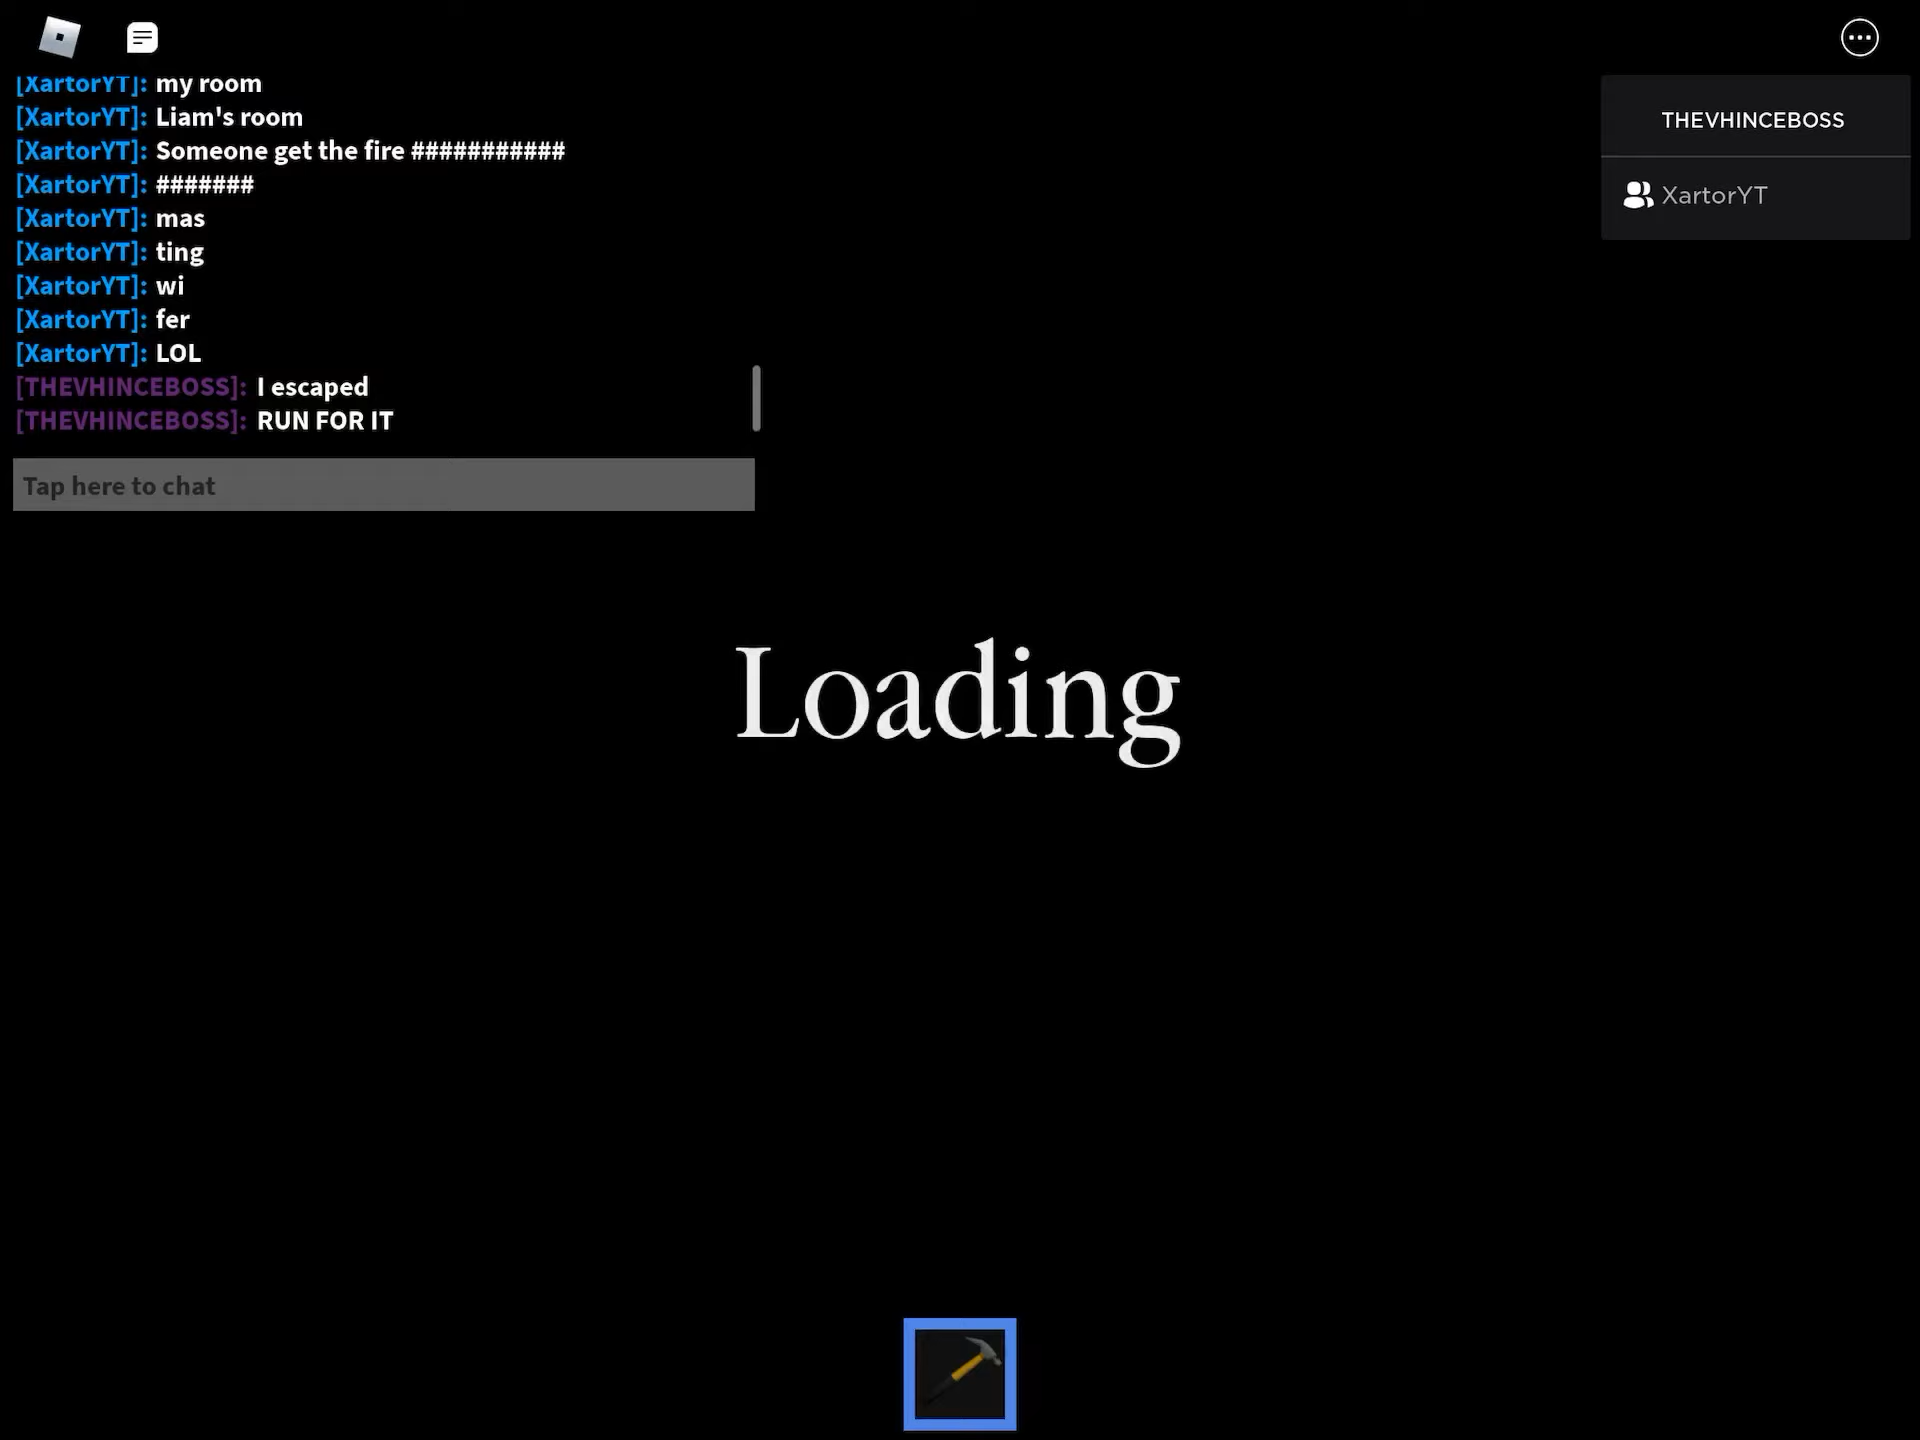 [XartorYT]: my room
[XartorYT]: Liam's room
[XartorYT]: Someone get the fire ###########
[XartorYT]: #######
[XartorYT]: mas
[XartorYT]: ting
[XartorYT]: wi
[XartorYT]: fer
[XartorYT]: LOL
[THEVHINCEBOSS]: I escaped
[THEVHINCEBOSS]: RUN FOR IT
Tap here to chat
THEVHINCEBOSS
XartorYT
Loading